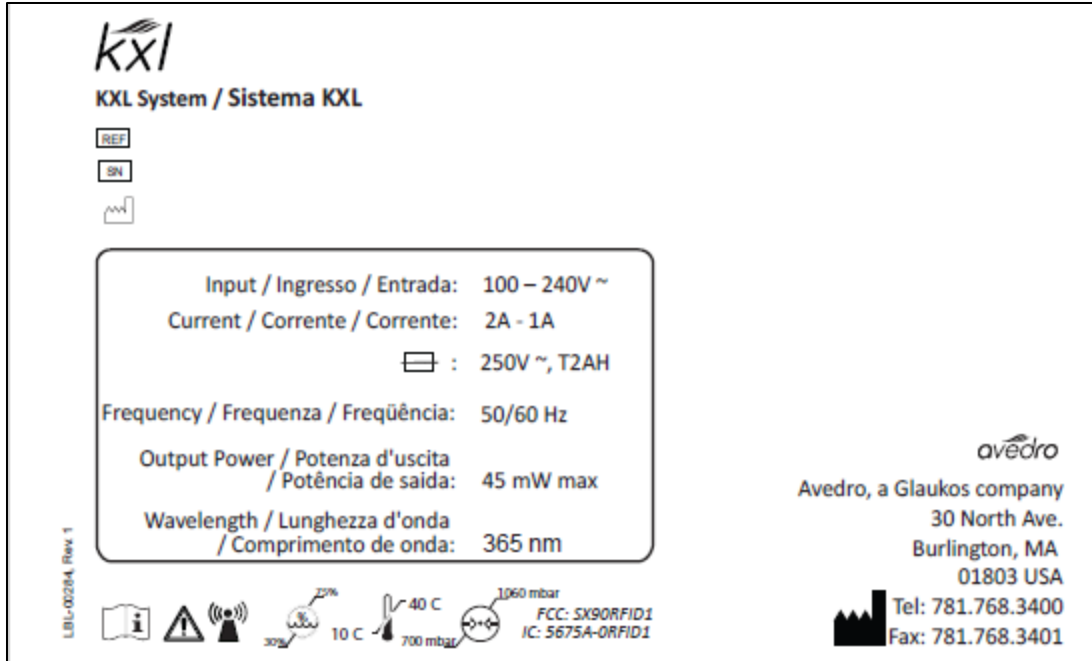 kxl
KXL System / Sistema KXL
REF
SN
Input / Ingresso / Entrada: 100 – 240V ~
Current / Corrente / Corrente: 2A - 1A
: 250V ~, T2AH
Frequency / Frequenza / Freqüência: 50/60 Hz
Output Power / Potenza d'uscita
/ Potência de saida: 45 mW max
Wavelength / Lunghezza d'onda
/ Comprimento de onda: 365 nm
LBL-00284, Rev. 1
30% % 75%
10 C 40 C
700 mbar 1060 mbar
FCC: SX90RFID1
IC: 5675A-0RFID1
avedro
Avedro, a Glaukos company
30 North Ave.
Burlington, MA
01803 USA
Tel: 781.768.3400
Fax: 781.768.3401